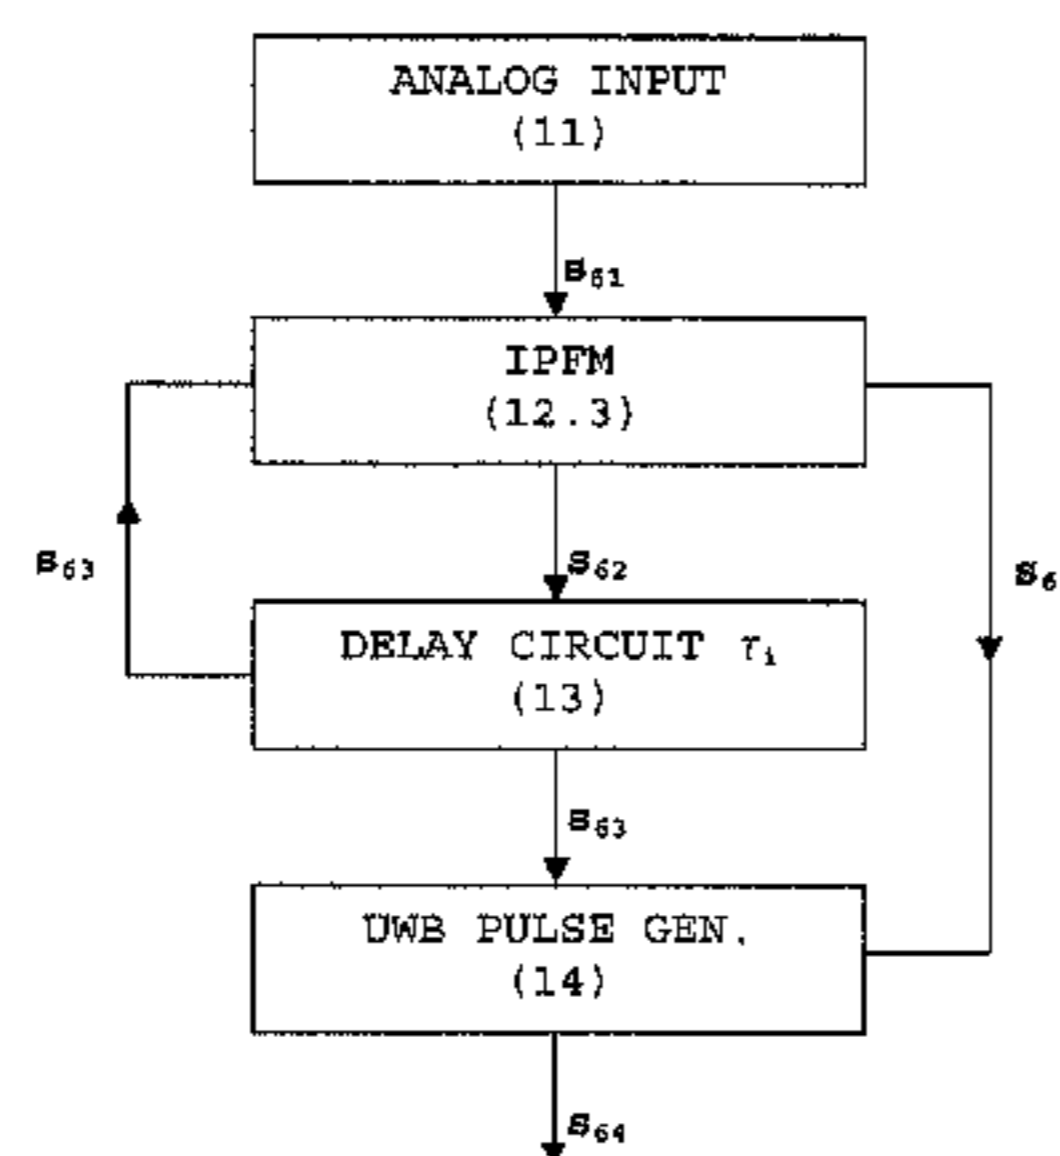 ANALOG INPUT
(11)
s61
IPFM
(12.3)
s63
s62
s6
DELAY CIRCUIT τi
(13)
s63
UWB PULSE GEN.
(14)
s64